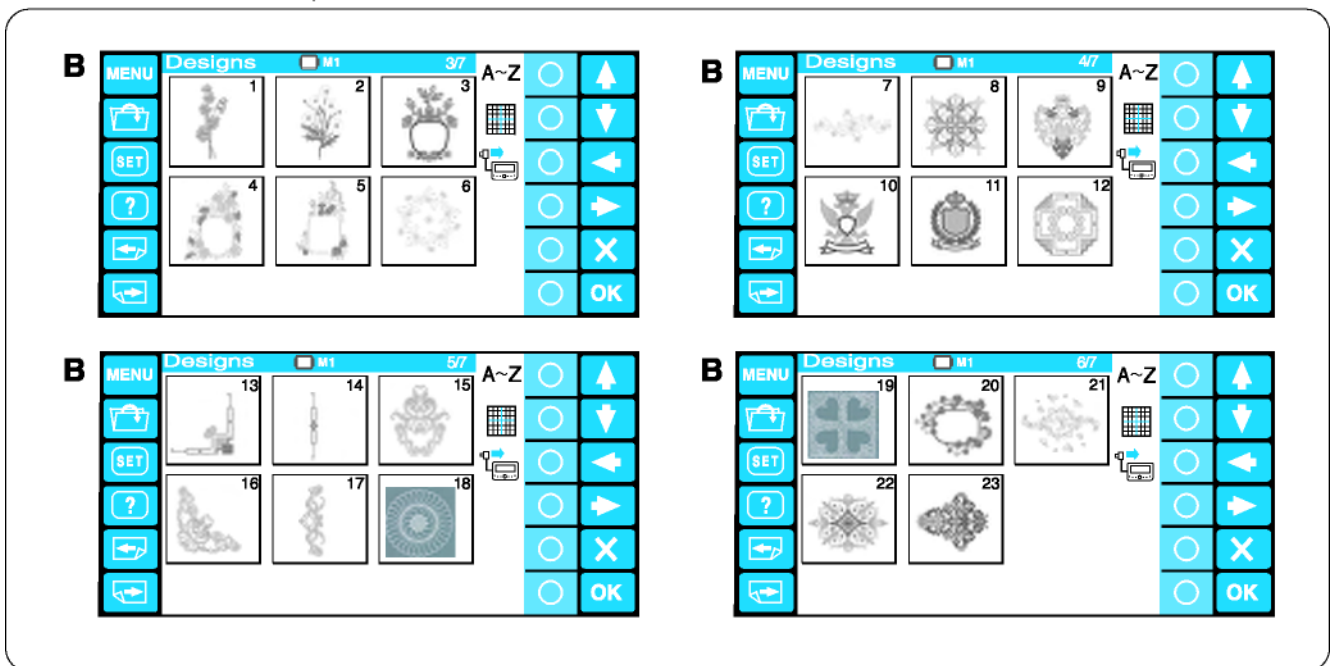 B
MENU Designs M1 3/7 A~Z
1 2 3
SET
4 5 6
?
OK
B
MENU Designs M1 4/7 A~Z
7 8 9
SET
10 11 12
?
OK
B
MENU Designs M1 5/7 A~Z
13 14 15
SET
16 17 18
?
OK
B
MENU Designs M1 6/7 A~Z
19 20 21
SET
22 23
?
OK